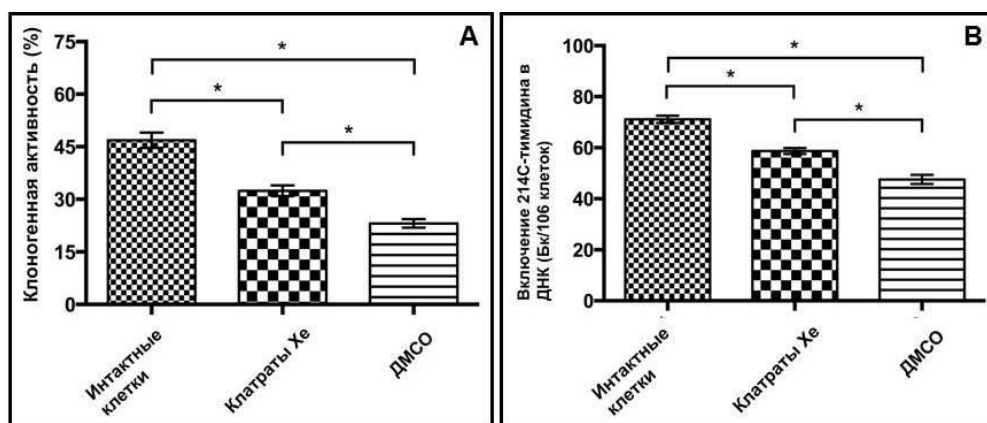 A
Клоногенная активность (%)
75
60
45
30
15
0
*
*
*
Интактные
клетки
Клатраты Xe
ДМСО
B
Включение 214С-тимидина в
ДНК (Бк/106 клеток)
100
80
60
40
20
0
*
*
*
Интактные
клетки
Клатраты Xe
ДМСО